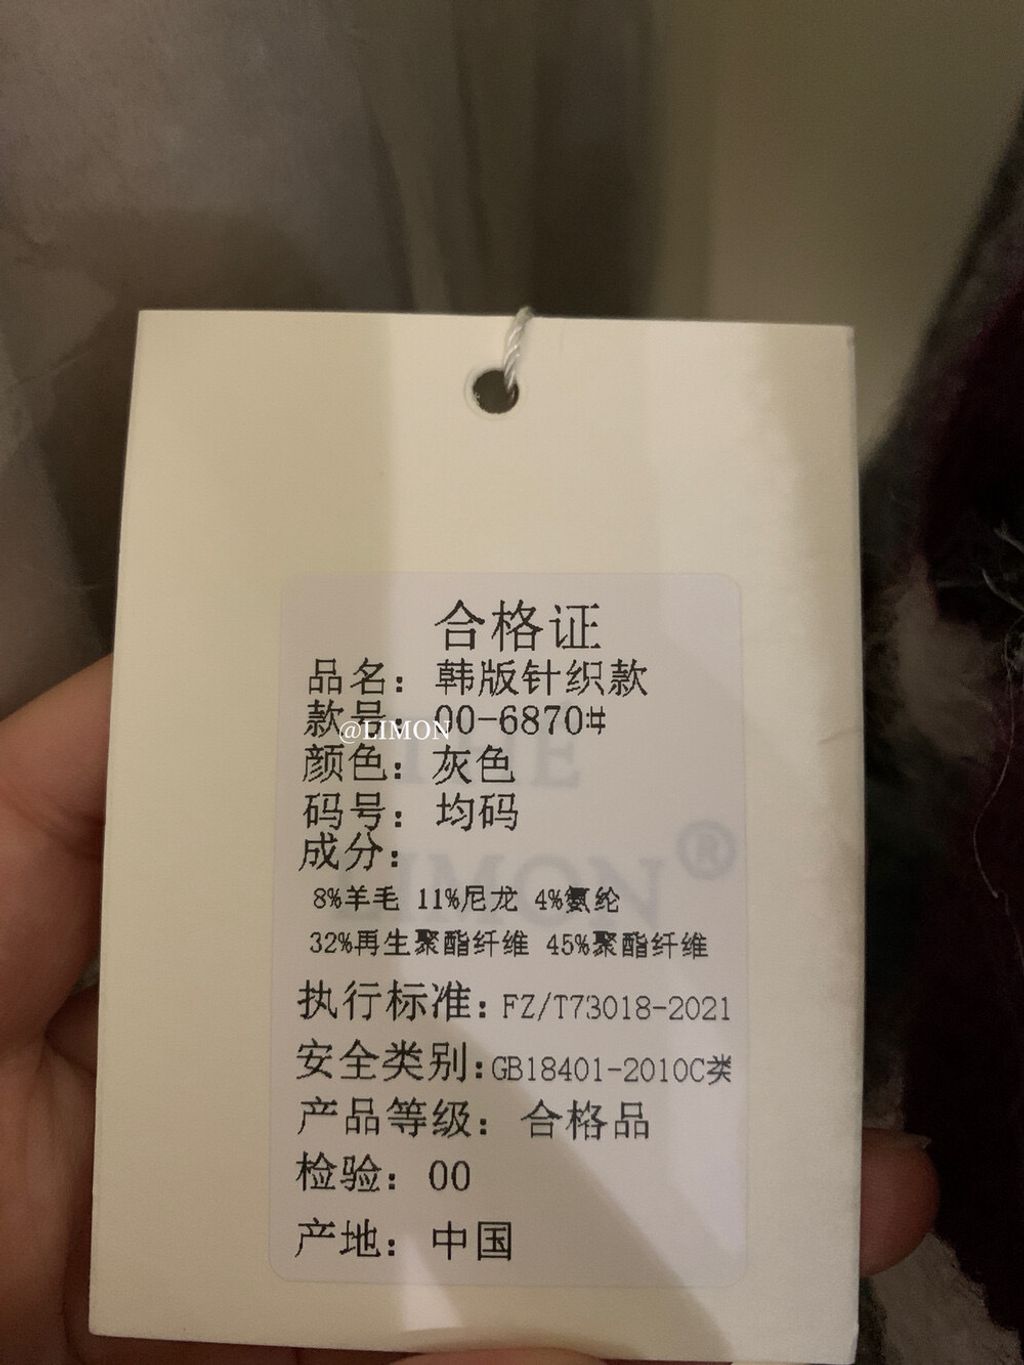 合格证
品名：韩版针织款
款号：00-6870#
@LIMON
颜色：灰色
码号：均码
成分：
8%羊毛 11%尼龙 4%氨纶
32%再生聚酯纤维 45%聚酯纤维
执行标准：FZ/T73018-2021
安全类别：GB18401-2010C类
产品等级：合格品
检验：00
产地：中国
THE
LIMON®